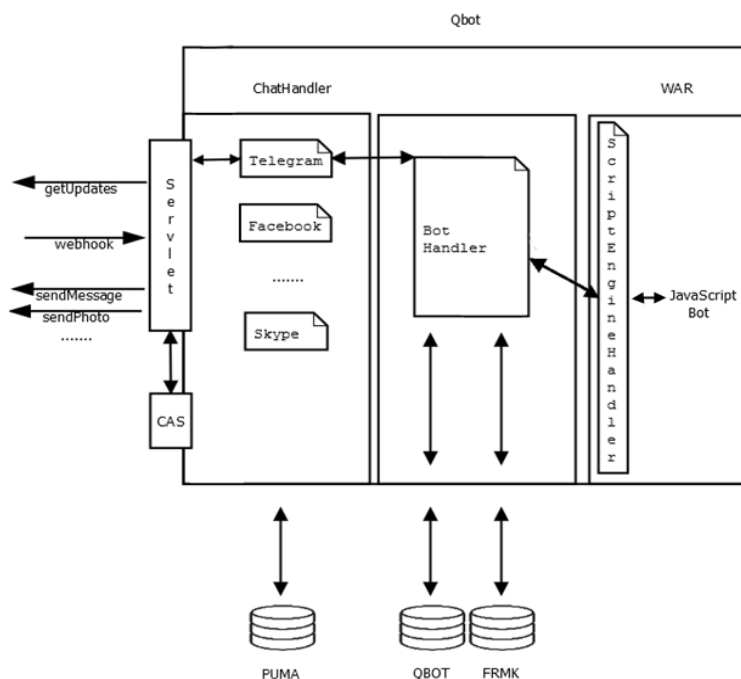 Qbot
ChatHandler
WAR
Servlet
Telegram
Facebook
.......
Skype
Bot
Handler
ScriptEngineHandler
JavaScript
Bot
getUpdates
webhook
sendMessage
sendPhoto
.......
CAS
PUMA
QBOT
FRMK